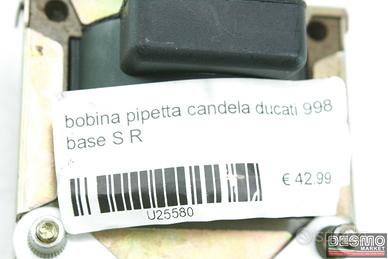 bobina pipetta candela ducati 998
base S R
€ 42.99
U25580
DESMO
MARKET